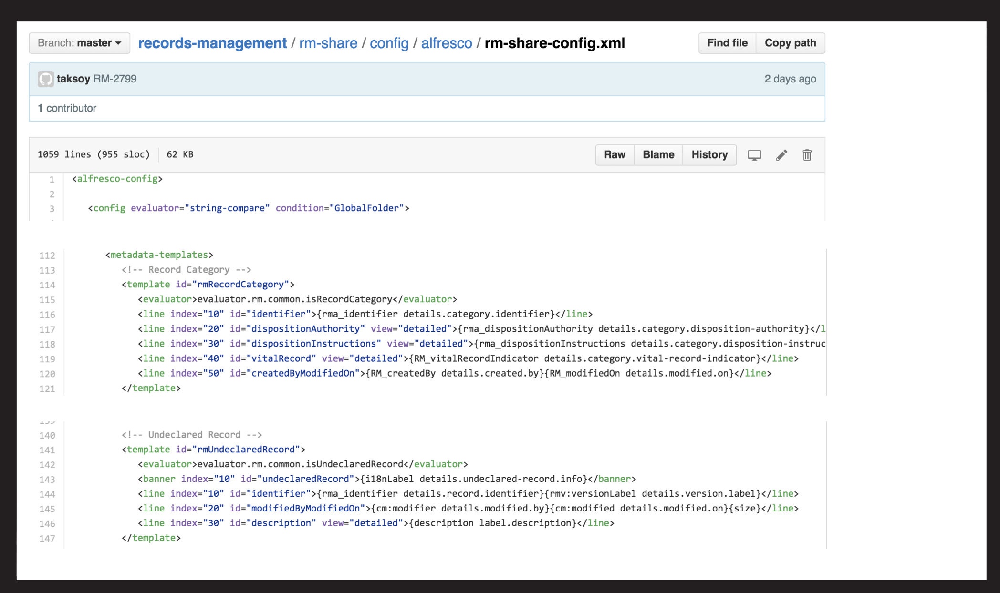 Branch: master records-management / rm-share / config / alfresco / rm-share-config.xml Find file Copy path
taksoy RM-2799 2 days ago
1 contributor
1059 lines (955 sloc) 62 KB Raw Blame History
1 <alfresco-config>
2
3 <config evaluator="string-compare" condition="GlobalFolder">
112 <metadata-templates>
113 <!-- Record Category -->
114 <template id="rmRecordCategory">
115 <evaluator>evaluator.rm.common.isRecordCategory</evaluator>
116 <line index="10" id="identifier">{rma_identifier details.category.identifier}</line>
117 <line index="20" id="dispositionAuthority" view="detailed">{rma_dispositionAuthority details.category.disposition-authority}</l
118 <line index="30" id="dispositionInstructions" view="detailed">{rma_dispositionInstructions details.category.disposition-instruc
119 <line index="40" id="vitalRecord" view="detailed">{RM_vitalRecordIndicator details.category.vital-record-indicator}</line>
120 <line index="50" id="createdByModifiedOn">{RM_createdBy details.created.by}{RM_modifiedOn details.modified.on}</line>
121 </template>
140 <!-- Undeclared Record -->
141 <template id="rmUndeclaredRecord">
142 <evaluator>evaluator.rm.common.isUndeclaredRecord</evaluator>
143 <banner index="10" id="undeclaredRecord">{i18nLabel details.undeclared-record.info}</banner>
144 <line index="10" id="identifier">{rma_identifier details.record.identifier}{rmv:versionLabel details.version.label}</line>
145 <line index="20" id="modifiedByModifiedOn">{cm:modifier details.modified.by}{cm:modified details.modified.on}{size}</line>
146 <line index="30" id="description" view="detailed">{description label.description}</line>
147 </template>